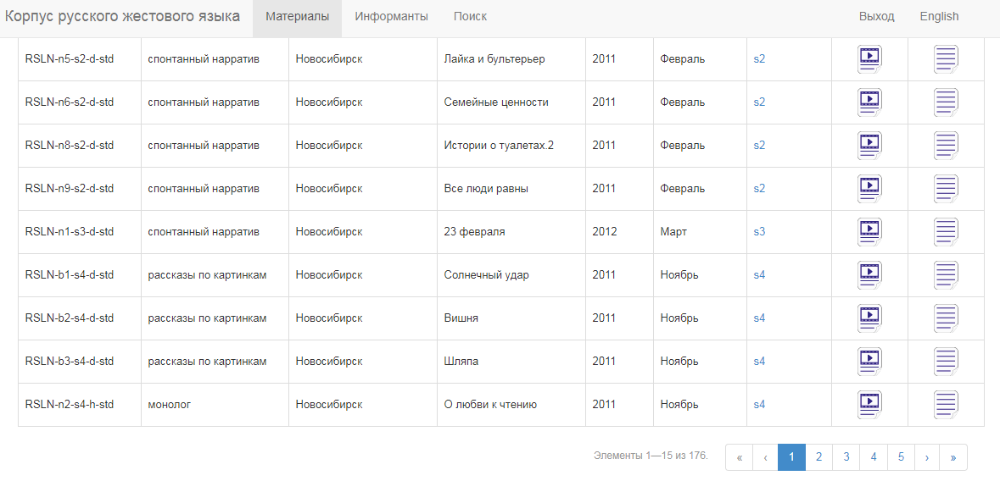 Корпус русского жестового языка Материалы Информанты Поиск Выход English
RSLN-n5-s2-d-std спонтанный нарратив Новосибирск Лайка и бультерьер 2011 Февраль s2
RSLN-n6-s2-d-std спонтанный нарратив Новосибирск Семейные ценности 2011 Февраль s2
RSLN-n8-s2-d-std спонтанный нарратив Новосибирск Истории о туалетах.2 2011 Февраль s2
RSLN-n9-s2-d-std спонтанный нарратив Новосибирск Все люди равны 2011 Февраль s2
RSLN-n1-s3-d-std спонтанный нарратив Новосибирск 23 февраля 2012 Март s3
RSLN-b1-s4-d-std рассказы по картинкам Новосибирск Солнечный удар 2011 Ноябрь s4
RSLN-b2-s4-d-std рассказы по картинкам Новосибирск Вишня 2011 Ноябрь s4
RSLN-b3-s4-d-std рассказы по картинкам Новосибирск Шляпа 2011 Ноябрь s4
RSLN-n2-s4-h-std монолог Новосибирск О любви к чтению 2011 Ноябрь s4
Элементы 1—15 из 176. « ‹ 1 2 3 4 5 › »